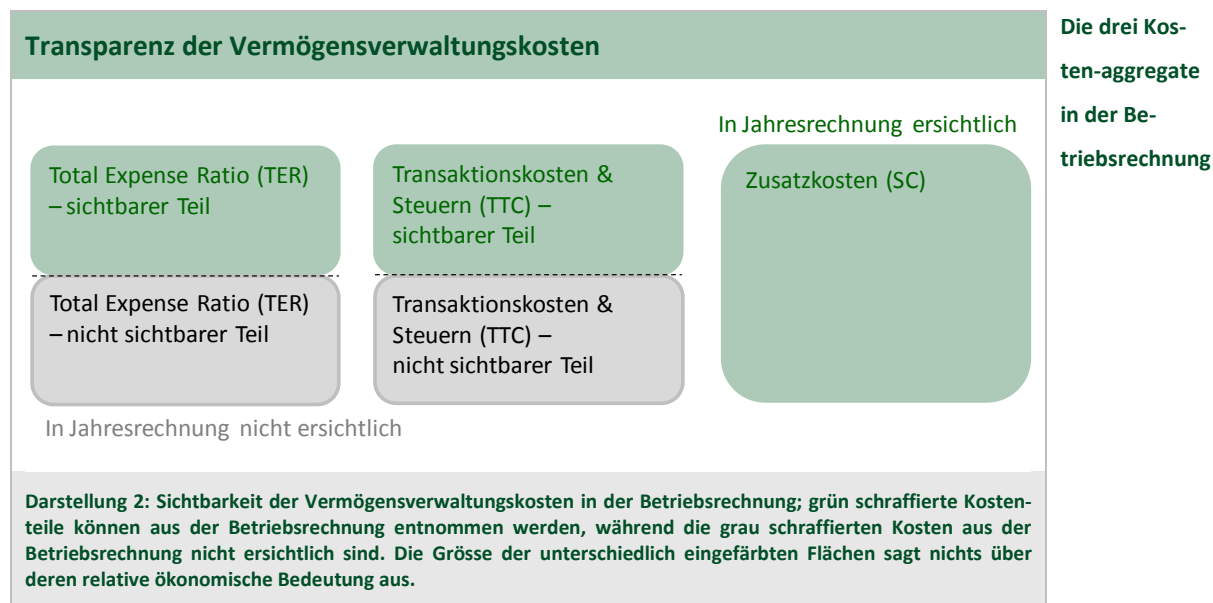 Transparenz der Vermögensverwaltungskosten
Die drei Kos-
ten-aggregate
in der Be-
triebsrechnung
In Jahresrechnung ersichtlich
Total Expense Ratio (TER)
– sichtbarer Teil
Transaktionskosten &
Steuern (TTC) –
sichtbarer Teil
Zusatzkosten (SC)
Total Expense Ratio (TER)
– nicht sichtbarer Teil
Transaktionskosten &
Steuern (TTC) –
nicht sichtbarer Teil
In Jahresrechnung nicht ersichtlich
Darstellung 2: Sichtbarkeit der Vermögensverwaltungskosten in der Betriebsrechnung; grün schraffierte Kosten-
teile können aus der Betriebsrechnung entnommen werden, während die grau schraffierten Kosten aus der
Betriebsrechnung nicht ersichtlich sind. Die Grösse der unterschiedlich eingefärbten Flächen sagt nichts über
deren relative ökonomische Bedeutung aus.